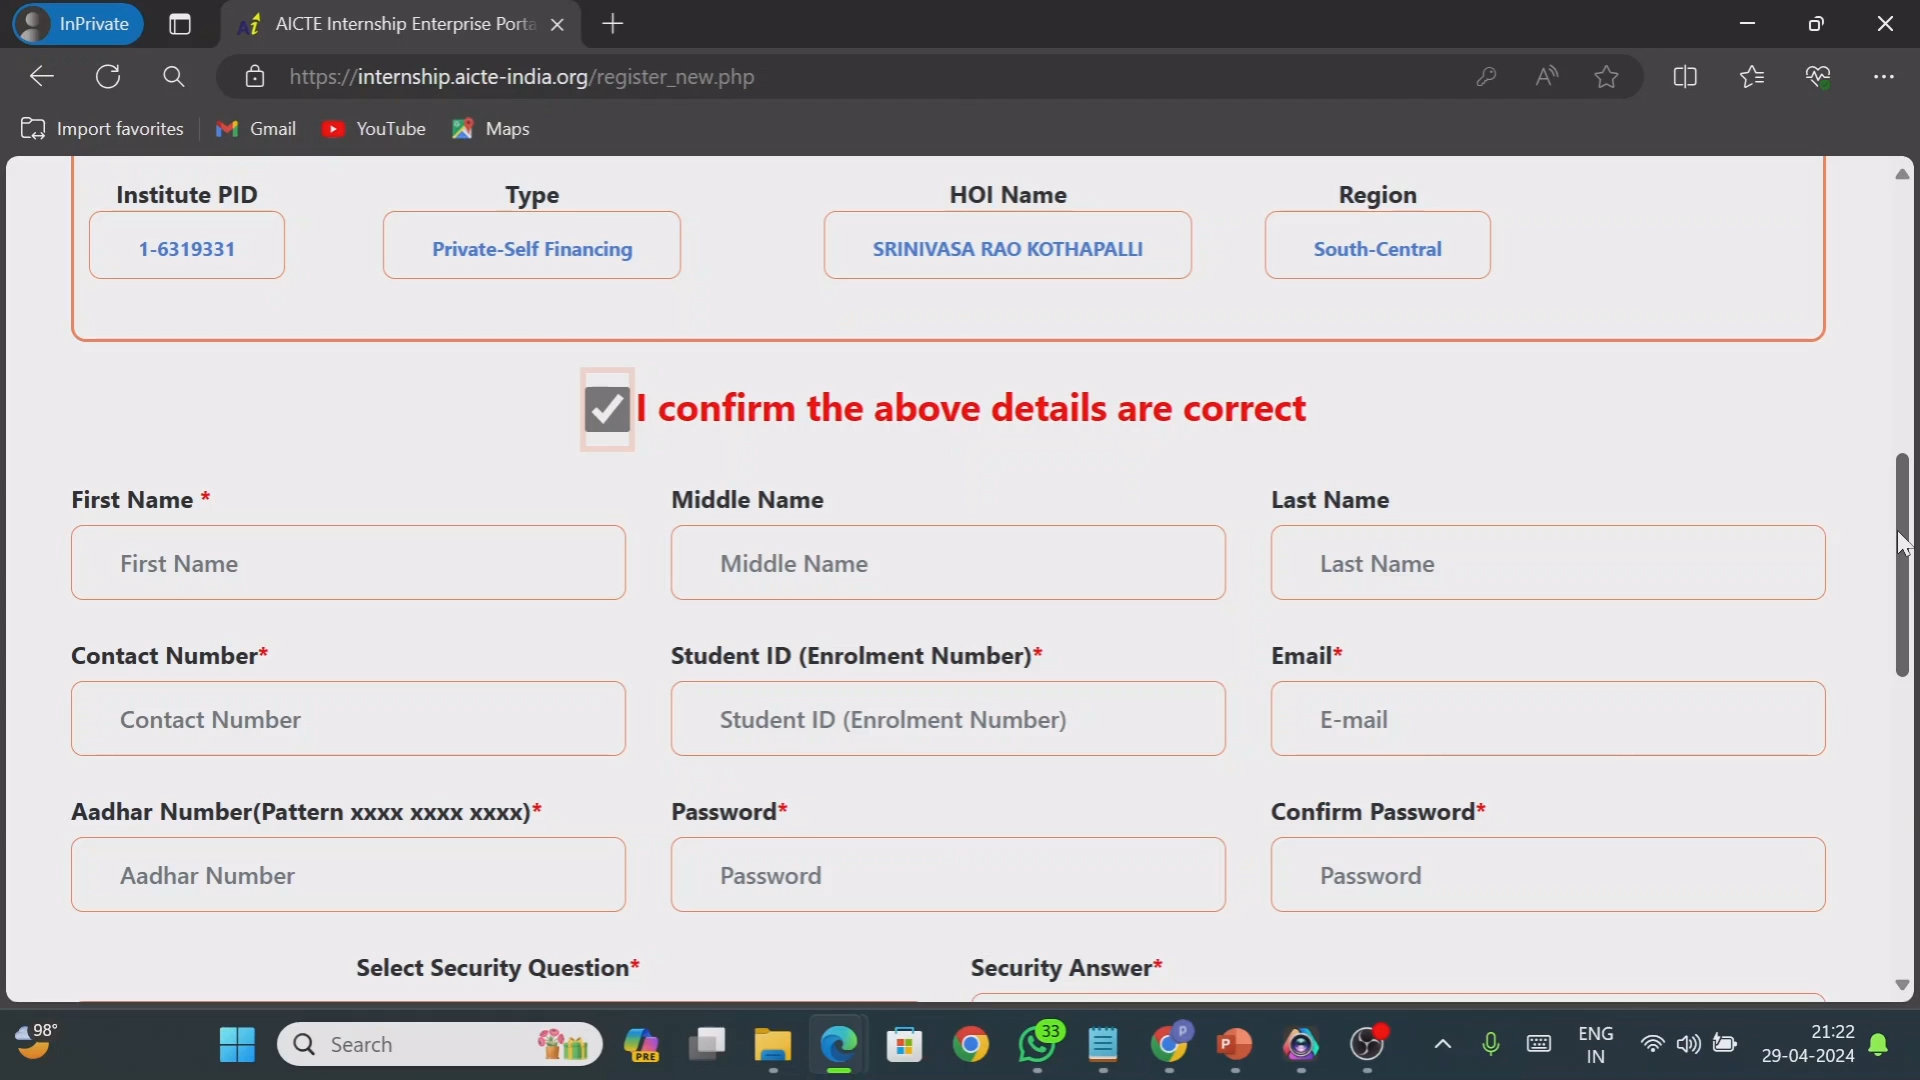 InPrivate
AICTE Internship Enterprise Porta
https://internship.aicte-india.org/register_new.php
Import favorites
Gmail
YouTube
Maps
Institute PID
Type
HOI Name
Region
1-6319331
Private-Self Financing
SRINIVASA RAO KOTHAPALLI
South-Central
I confirm the above details are correct
First Name *
Middle Name
Last Name
First Name
Middle Name
Last Name
Contact Number*
Student ID (Enrolment Number)*
Email*
Contact Number
Student ID (Enrolment Number)
E-mail
Aadhar Number(Pattern xxxx xxxx xxxx)*
Password*
Confirm Password*
Aadhar Number
Password
Password
Select Security Question*
Security Answer*
98°
Search
PRE
33
P
P
ENG
IN
21:22
29-04-2024